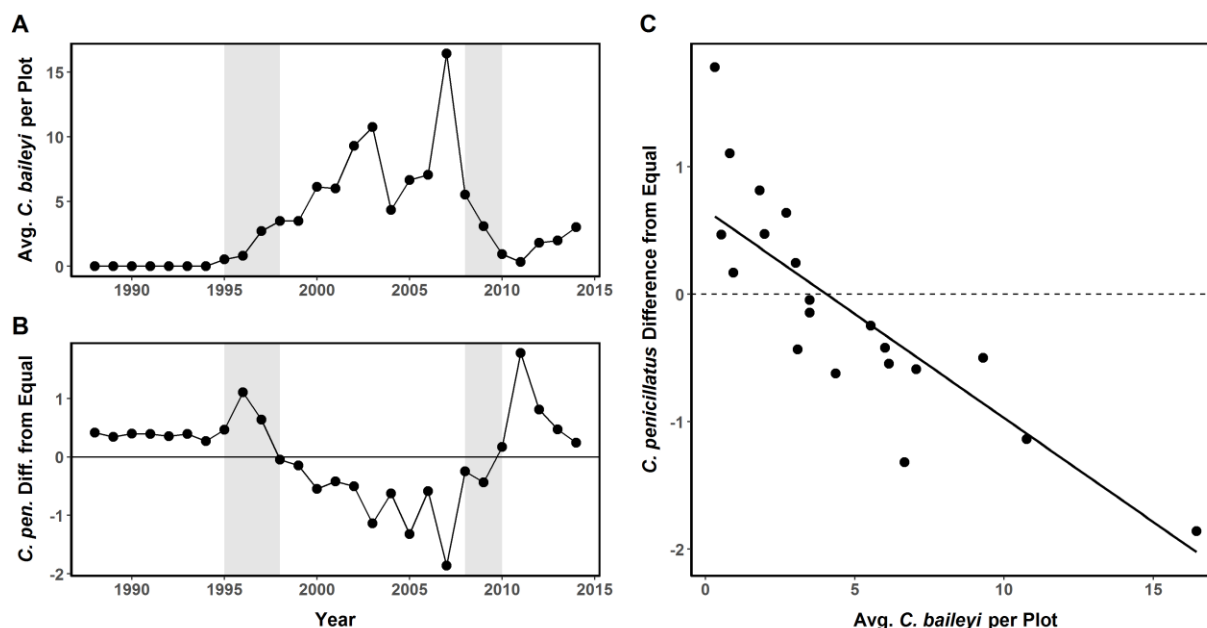 A
Avg. C. baileyi per Plot
15
10
5
0
1990 1995 2000 2005 2010 2015
B
C. pen. Diff. from Equal
1
0
-1
-2
1990 1995 2000 2005 2010 2015
Year
C
C. penicillatus Difference from Equal
1
0
-1
-2
0 5 10 15
Avg. C. baileyi per Plot